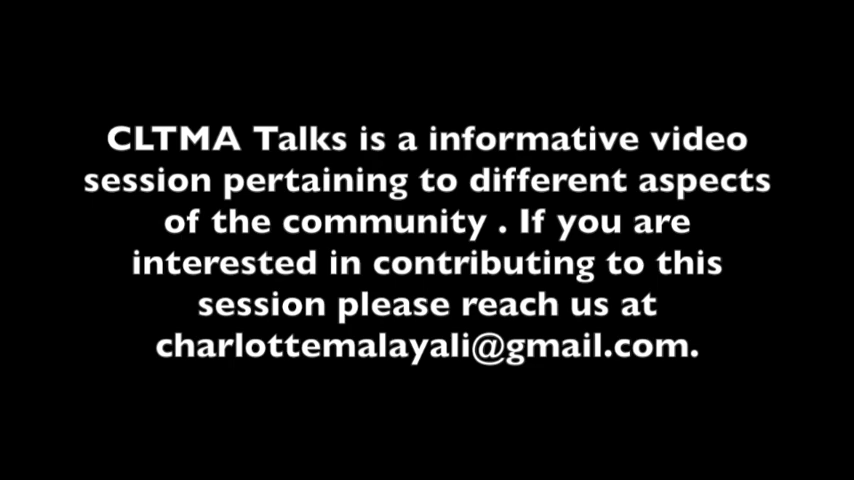 CLTMA Talks is a informative video
session pertaining to different aspects
of the community . If you are
interested in contributing to this
session please reach us at
charlottemalayali@gmail.com.